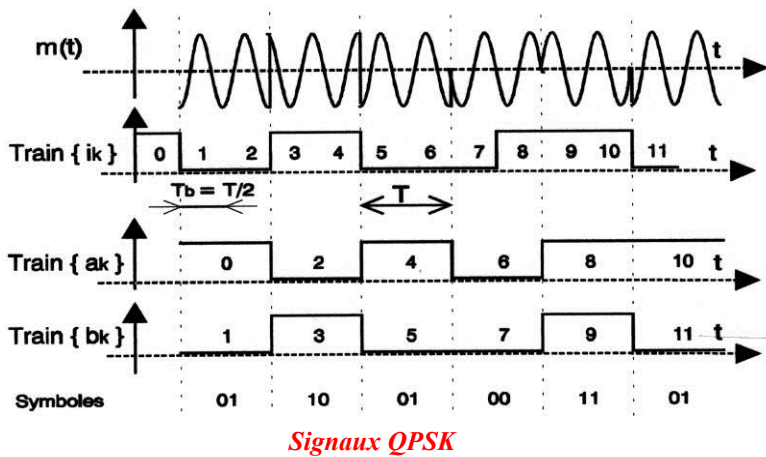 m(t) t
Train { ik } 0 1 2 3 4 5 6 7 8 9 10 11 t
Tb = T/2 T
Train { ak } 0 2 4 6 8 10 t
Train { bk } 1 3 5 7 9 11 t
Symboles 01 10 01 00 11 01
Signaux QPSK